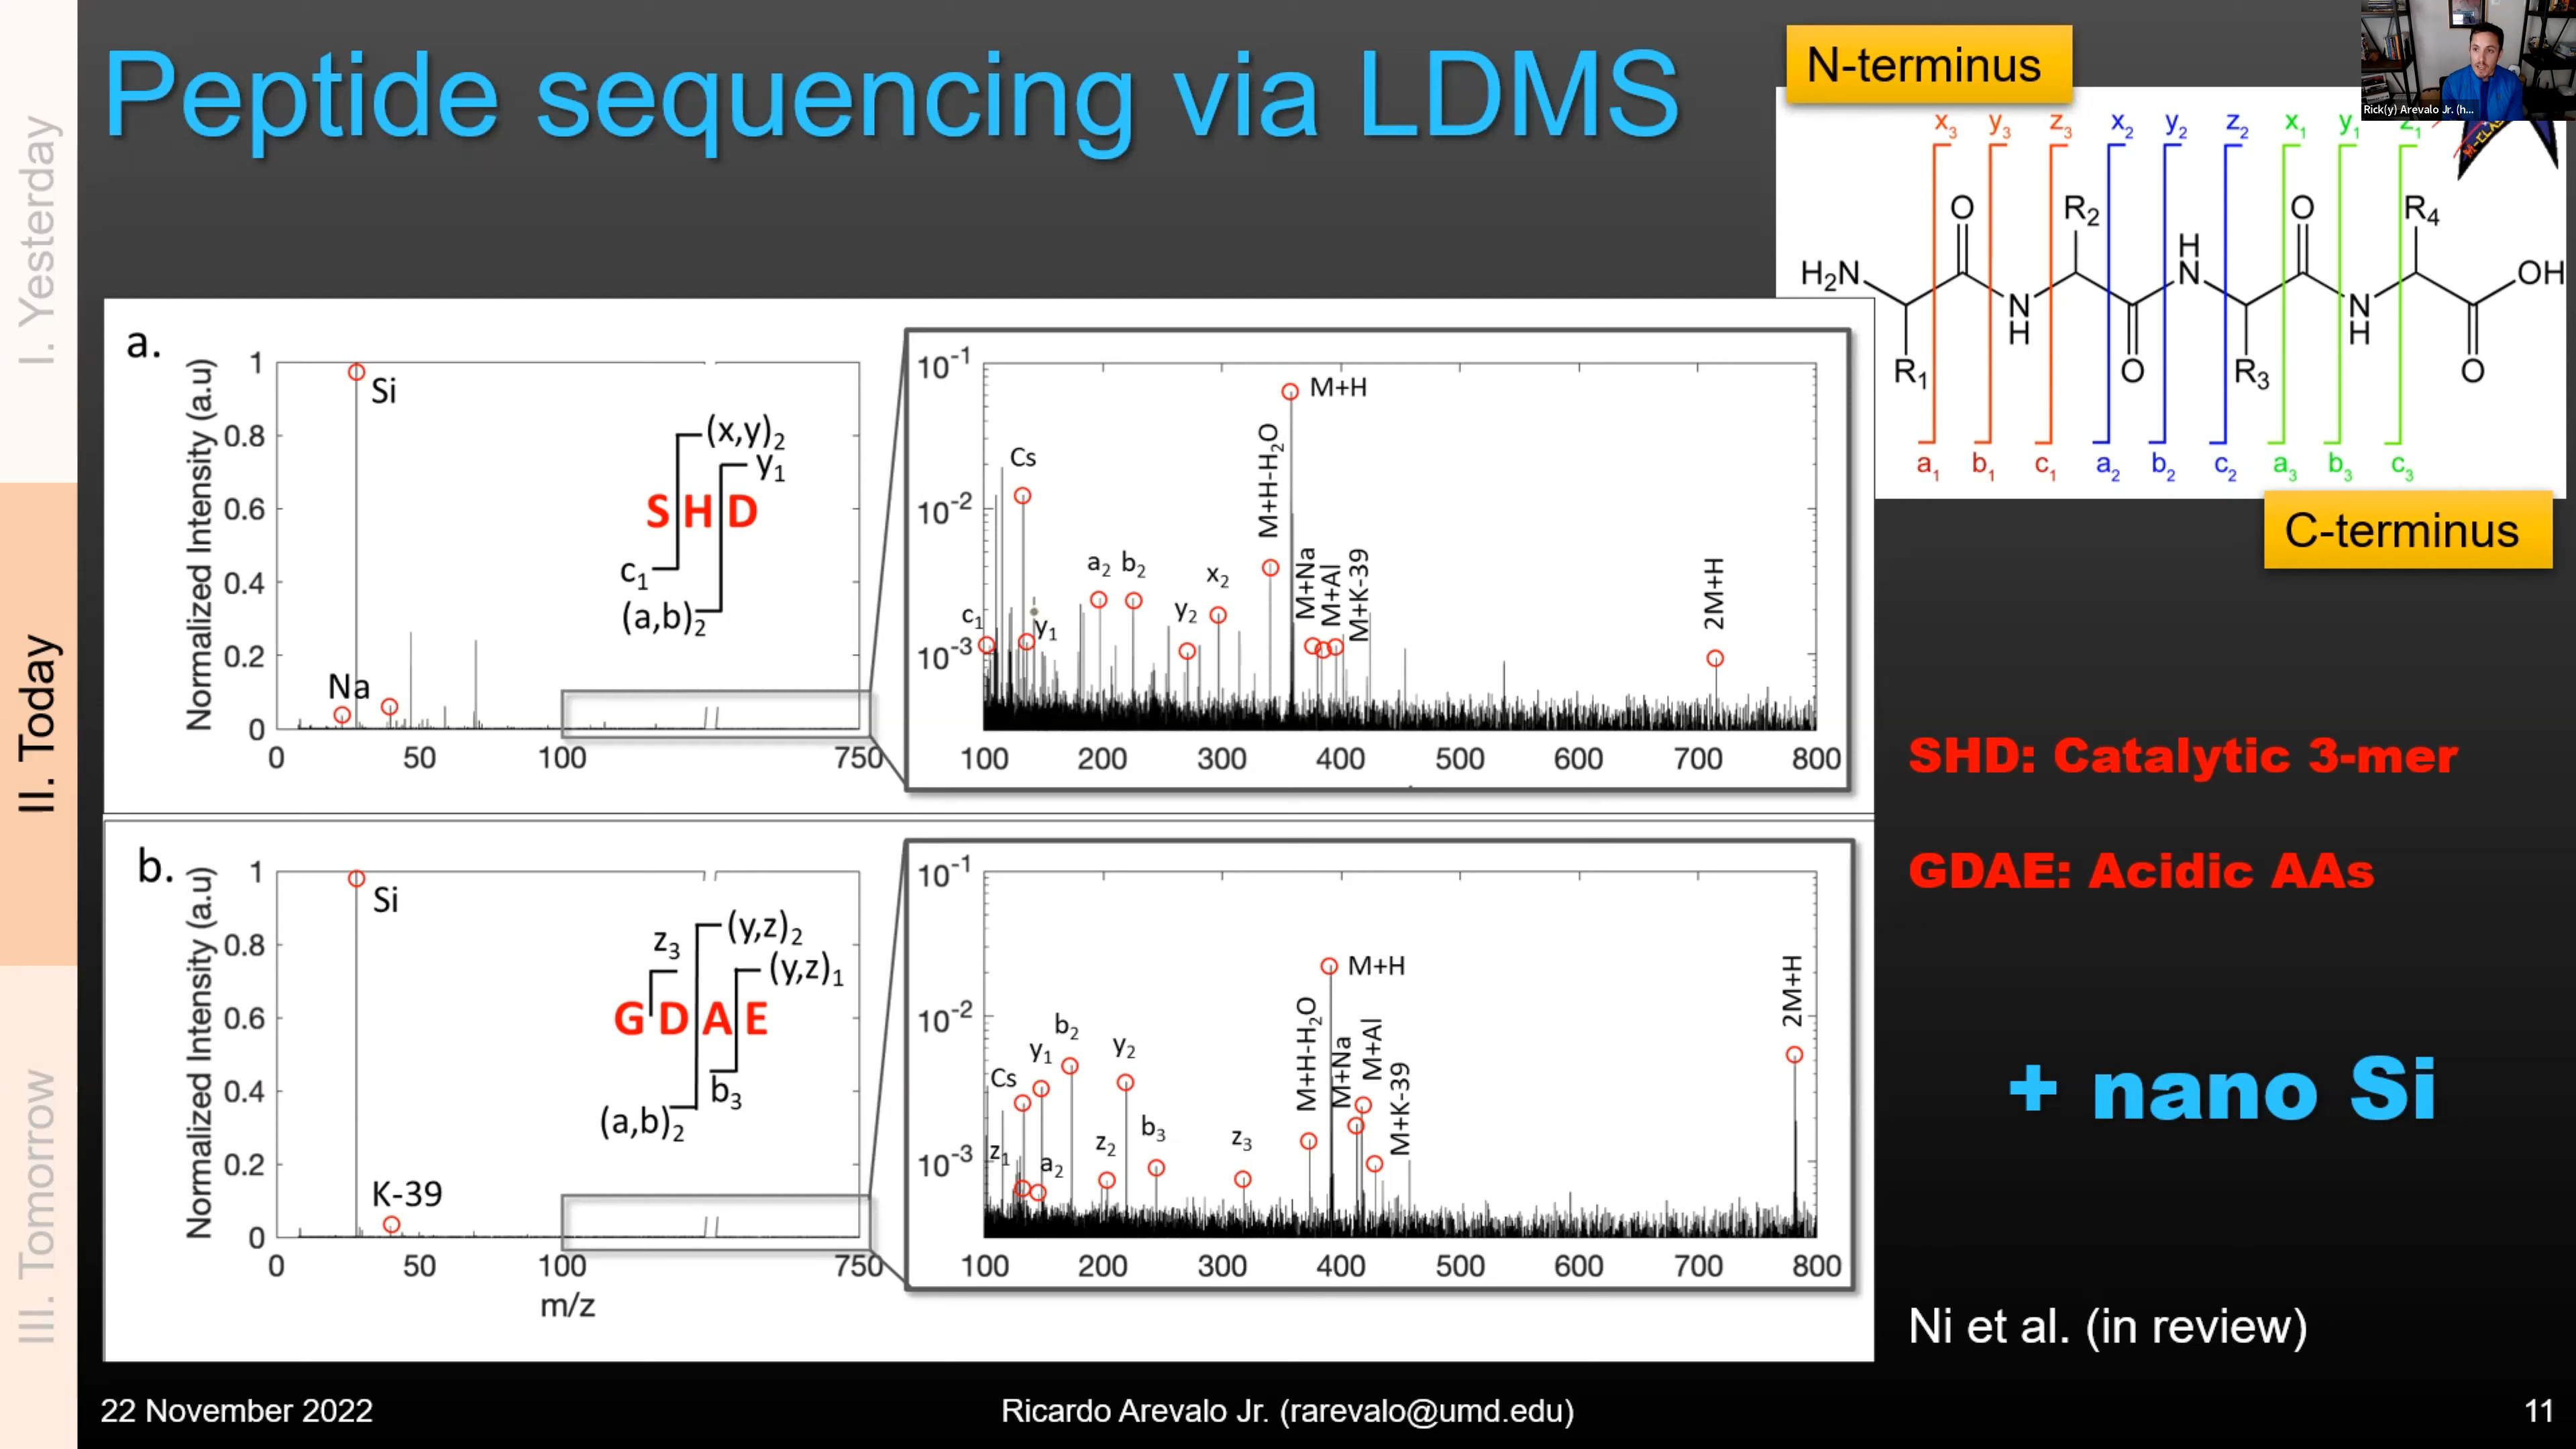 Peptide sequencing via LDMS
I. Yesterday
II. Today
III. Tomorrow
N-terminus
Rick(y) Arevalo Jr. (h...
x3 y3 z3 x2 y2 z2 x1 y1 z1
O R2 H N O R4
H2N N H N H OH
R1 O R3 O
a1 b1 c1 a2 b2 c2 a3 b3 c3
C-terminus
a.
Normalized Intensity (a.u)
1
0.8
0.6
0.4
0.2
0
Si
Na
(x,y)2
y1
SHD
c1
(a,b)2
0 50 100 750
10-1
10-2
10-3
M+H
Cs
M+H-H2O
a2 b2
x2
y2
c1
y1
M+Na
M+Al
M+K-39
2M+H
100 200 300 400 500 600 700 800
b.
Normalized Intensity (a.u)
1
0.8
0.6
0.4
0.2
0
Si
K-39
(y,z)2
z3
(y,z)1
GDAE
b3
(a,b)2
0 50 100 750
m/z
10-1
10-2
10-3
M+H
Cs
y1
b2
y2
z1
a2
z2
b3
z3
M+H-H2O
M+Na
M+Al
M+K-39
2M+H
100 200 300 400 500 600 700 800
SHD: Catalytic 3-mer
GDAE: Acidic AAs
+ nano Si
Ni et al. (in review)
22 November 2022
Ricardo Arevalo Jr. (rarevalo@umd.edu)
11